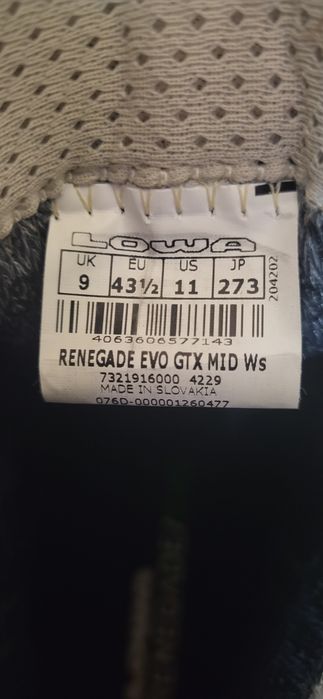 LOWA
UK EU US JP
9 43½ 11 273
204202
4063606577143
RENEGADE EVO GTX MID Ws
7321916000 4229
MADE IN SLOVAKIA
076D-000001260477